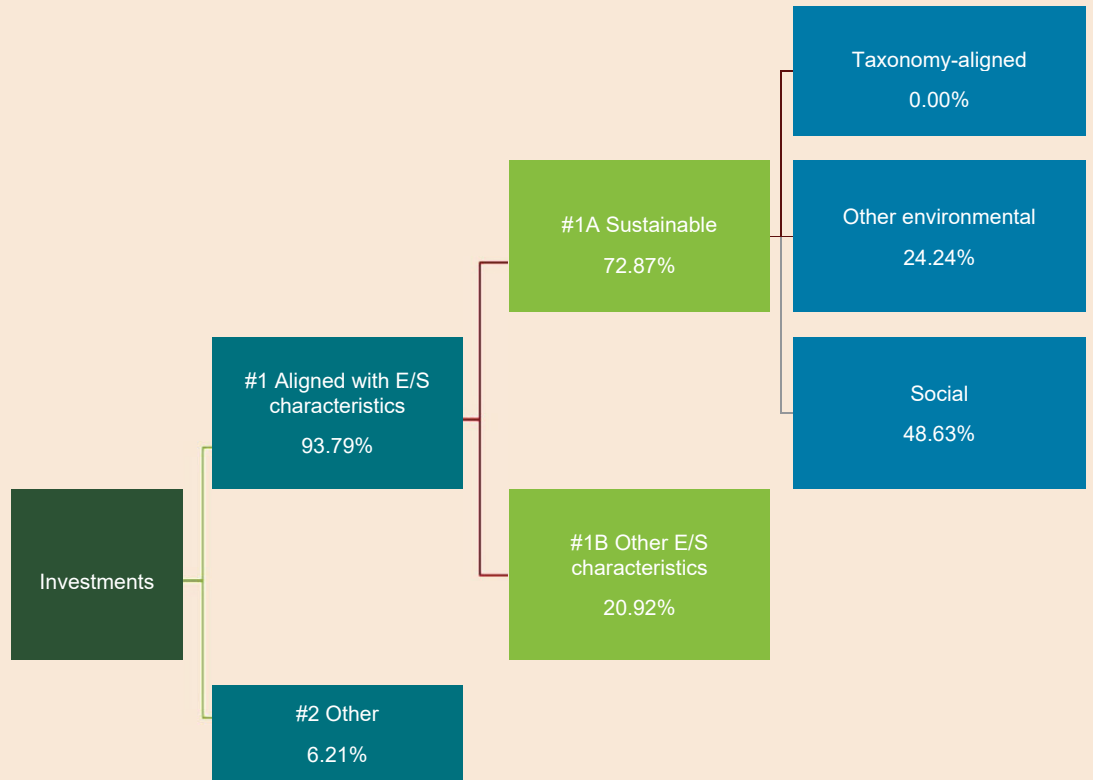 Taxonomy-aligned
0.00%
#1A Sustainable
72.87%
Other environmental
24.24%
#1 Aligned with E/S
characteristics
93.79%
Social
48.63%
Investments
#1B Other E/S
characteristics
20.92%
#2 Other
6.21%